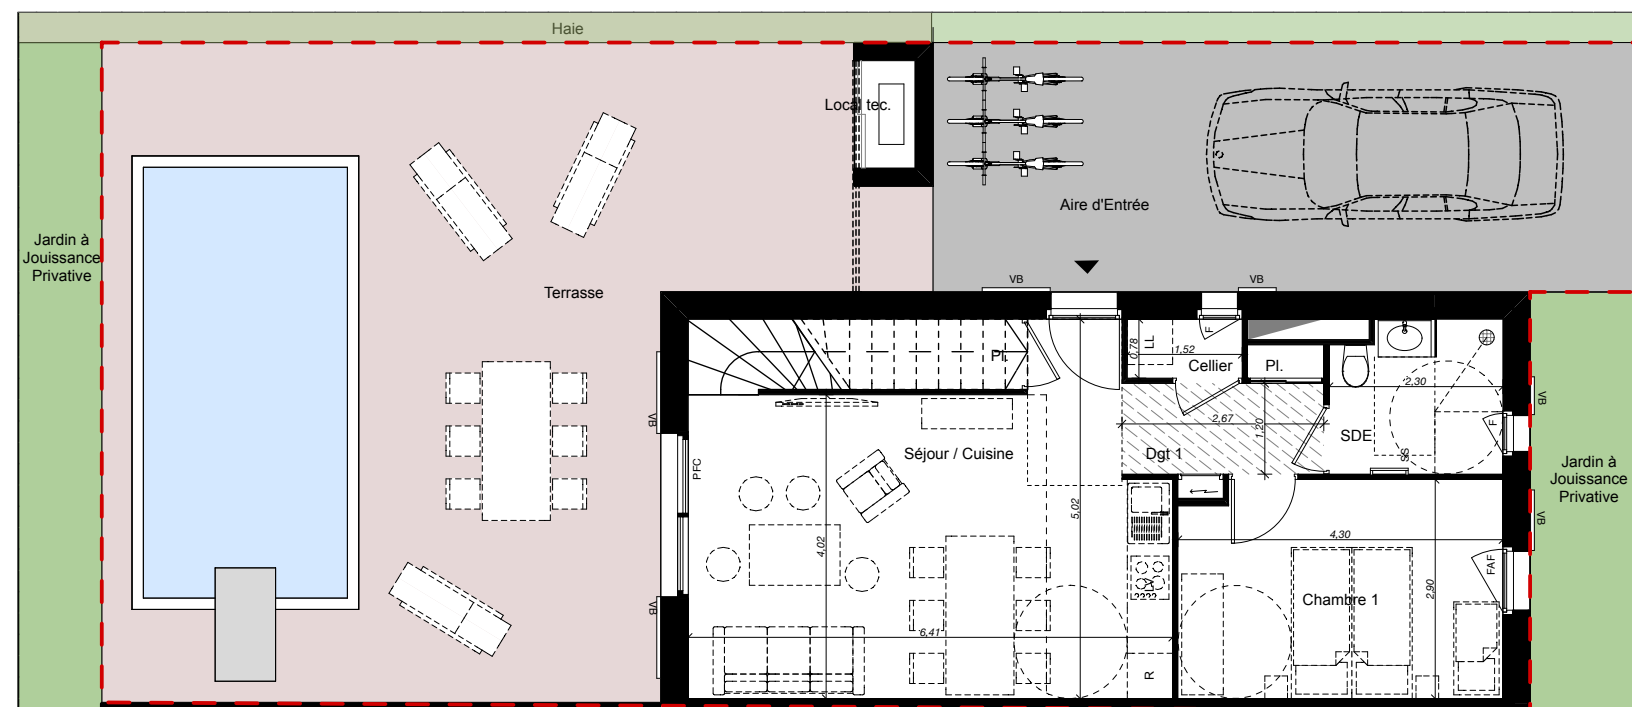 Haie
Local tec.
Aire d'Entrée
Jardin à
Jouissance
Privative
Terrasse
VB
VB
Pl.
0,78
LL
1,52
F
Cellier
Pl.
2,30
VB
VB
PFC
Séjour / Cuisine
2,67
1,20
Dgt 1
SDE
SS
F
Jardin à
Jouissance
Privative
VB
5,02
4,02
4,30
FAF
2,90
Chambre 1
VB
6,41
R